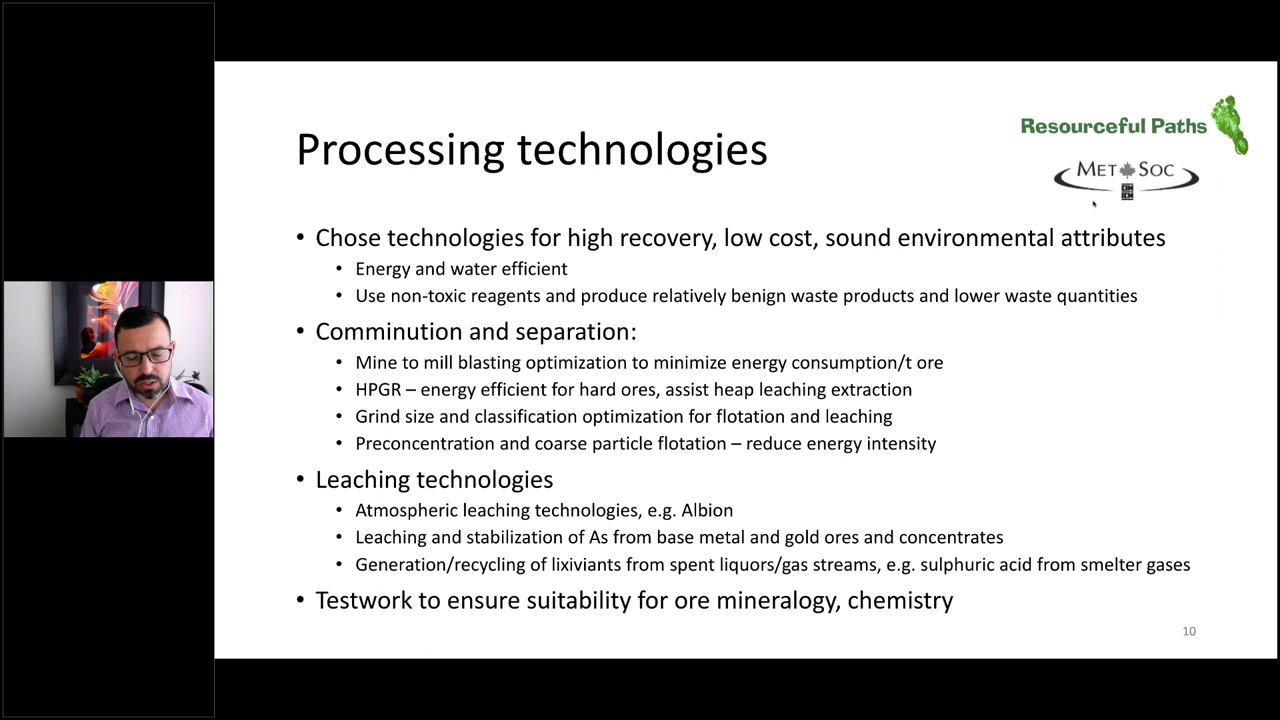 Processing technologies
Resourceful Paths
MET SOC
CIM
ICM
• Chose technologies for high recovery, low cost, sound environmental attributes
• Energy and water efficient
• Use non-toxic reagents and produce relatively benign waste products and lower waste quantities
• Comminution and separation:
• Mine to mill blasting optimization to minimize energy consumption/t ore
• HPGR – energy efficient for hard ores, assist heap leaching extraction
• Grind size and classification optimization for flotation and leaching
• Preconcentration and coarse particle flotation – reduce energy intensity
• Leaching technologies
• Atmospheric leaching technologies, e.g. Albion
• Leaching and stabilization of As from base metal and gold ores and concentrates
• Generation/recycling of lixiviants from spent liquors/gas streams, e.g. sulphuric acid from smelter gases
• Testwork to ensure suitability for ore mineralogy, chemistry
10